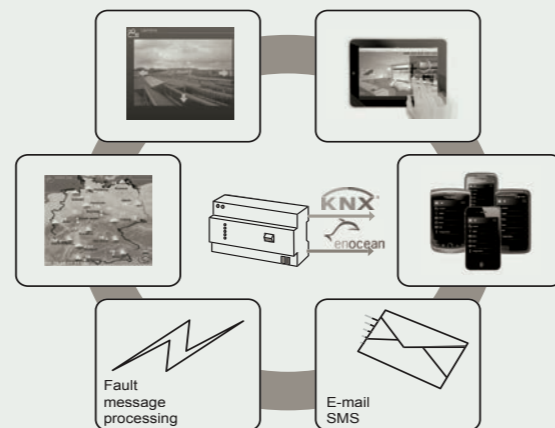 KNX
enocean
Fault
message
processing
E-mail
SMS